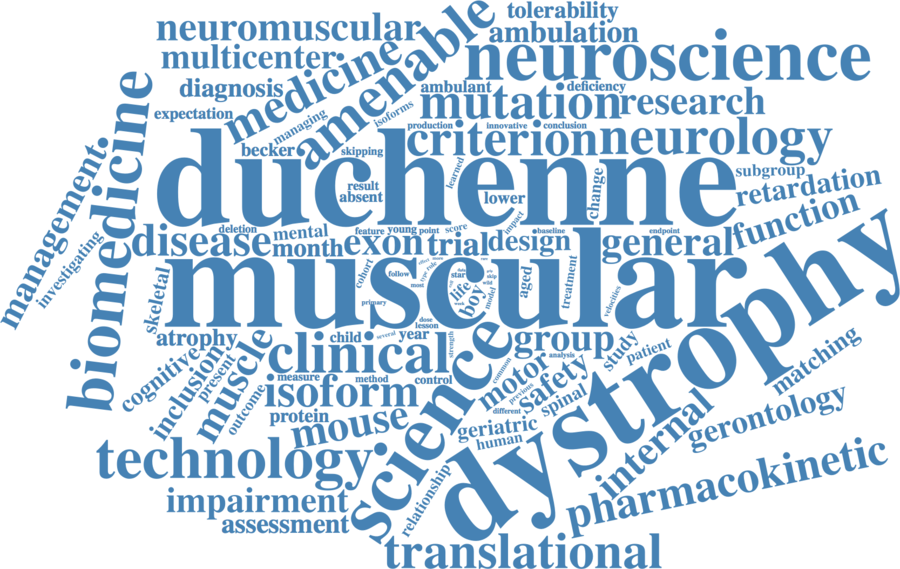 tolerability
neuromuscular
ambulation
multicenter
medicine
amenable
neuroscience
diagnosis
ambulant
deficiency
expectation
managing
isoforms
mutation
research
production
innovative
conclusion
becker
skipping
criterion
neurology
biomedicine
duchenne
learned
subgroup
result
absent
lower
change
retardation
management
investigating
deletion
mental
feature
young
point
score
impact
baseline
endpoint
function
disease
month
exon
trial
design
general
muscular
skeletal
cohort
follow
most
star
life
boy
model
skip
wild
data
aged
treatment
velocities
primary
dose
lesson
dystrophy
atrophy
child
several
year
strength
science
group
study
patient
matching
cognitive
inclusion
present
muscle
clinical
common
motor
analysis
safety
outcome
measure
method
control
isoform
previous
different
spinal
protein
mouse
geriatric
human
internal
gerontology
technology
relationship
pharmacokinetic
impairment
assessment
translational